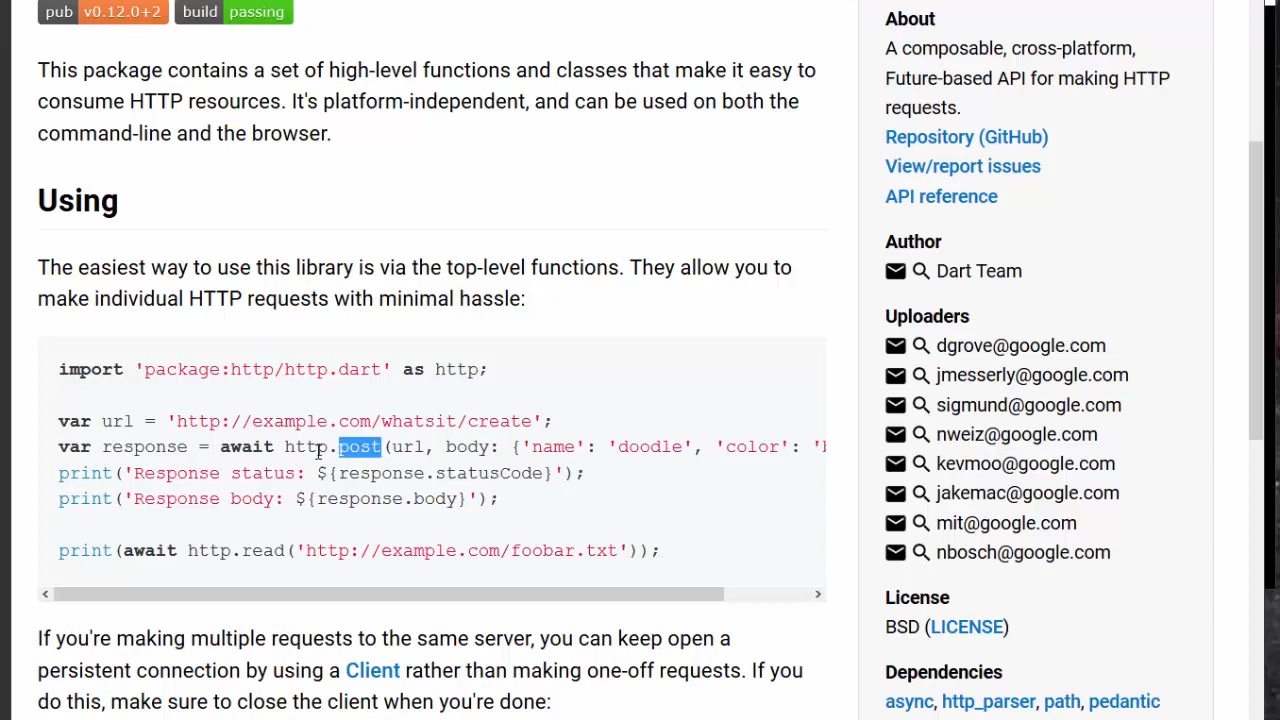 pub v0.12.0+2 build passing
This package contains a set of high-level functions and classes that make it easy to
consume HTTP resources. It's platform-independent, and can be used on both the
command-line and the browser.
Using
The easiest way to use this library is via the top-level functions. They allow you to
make individual HTTP requests with minimal hassle:
import 'package:http/http.dart' as http;
var url = 'http://example.com/whatsit/create';
var response = await http.post(url, body: {'name': 'doodle', 'color': '
print('Response status: ${response.statusCode}');
print('Response body: ${response.body}');
print(await http.read('http://example.com/foobar.txt'));
If you're making multiple requests to the same server, you can keep open a
persistent connection by using a Client rather than making one-off requests. If you
do this, make sure to close the client when you're done:
About
A composable, cross-platform,
Future-based API for making HTTP
requests.
Repository (GitHub)
View/report issues
API reference
Author
Dart Team
Uploaders
dgrove@google.com
jmesserly@google.com
sigmund@google.com
nweiz@google.com
kevmoo@google.com
jakemac@google.com
mit@google.com
nbosch@google.com
License
BSD (LICENSE)
Dependencies
async, http_parser, path, pedantic